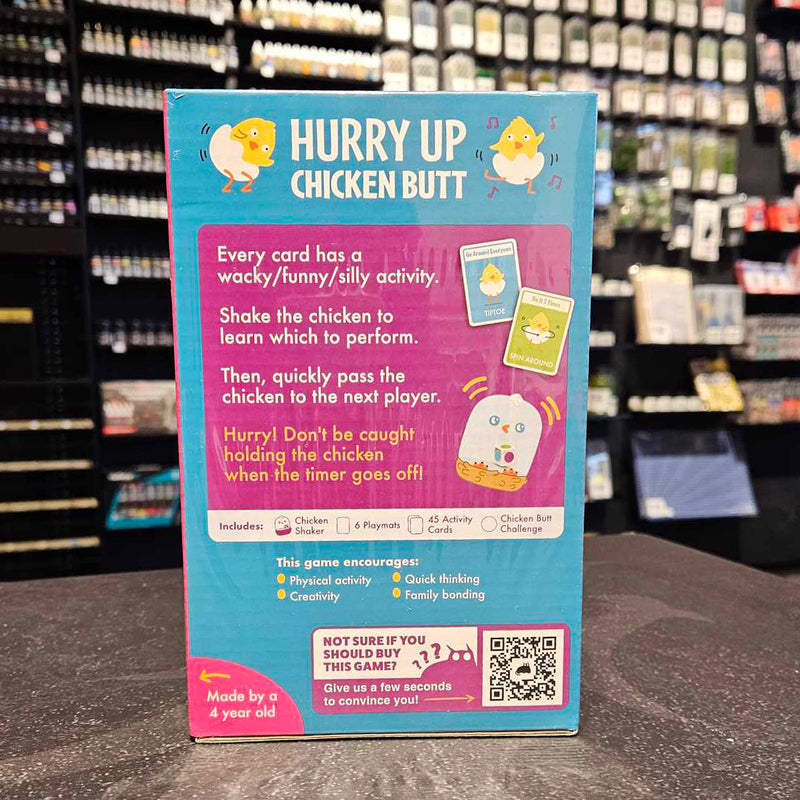 HURRY UP
CHICKEN BUTT
Every card has a
wacky/funny/silly activity.
Go Around Everyone
TIPTOE
Do It 3 Times
SPIN AROUND
Shake the chicken to
learn which to perform.
Then, quickly pass the
chicken to the next player.
Hurry! Don't be caught
holding the chicken
when the timer goes off!
Includes:
Chicken
Shaker
6 Playmats
45 Activity
Cards
Chicken Butt
Challenge
This game encourages:
Physical activity
Quick thinking
Creativity
Family bonding
NOT SURE IF YOU
SHOULD BUY
THIS GAME?
???
Give us a few seconds
to convince you!
Made by a
4 year old